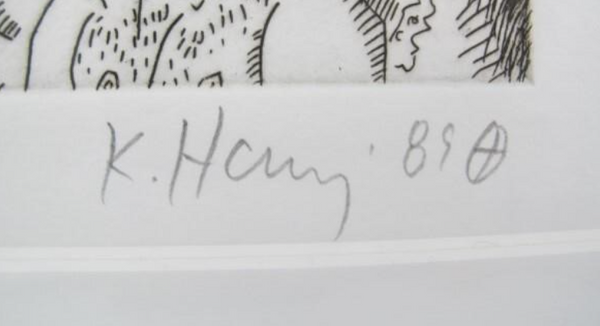 K. Haring '89 ⊕